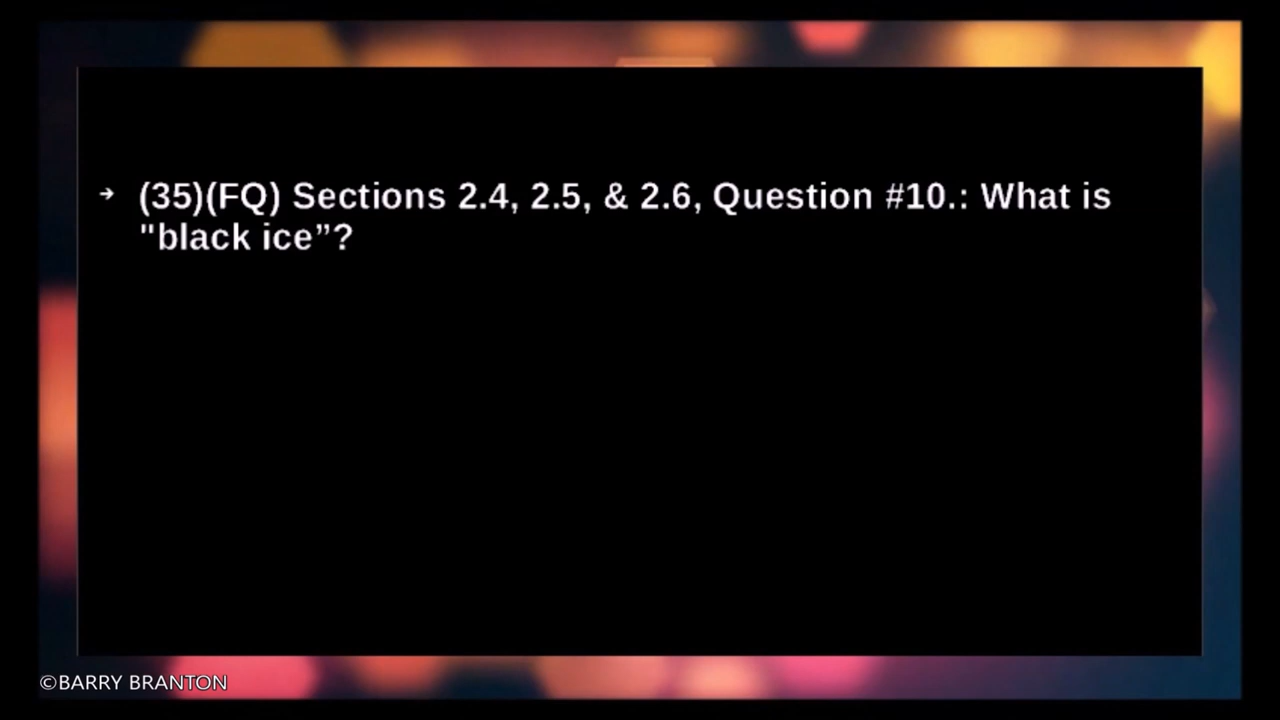 → (35)(FQ) Sections 2.4, 2.5, & 2.6, Question #10.: What is
"black ice”?
©BARRY BRANTON